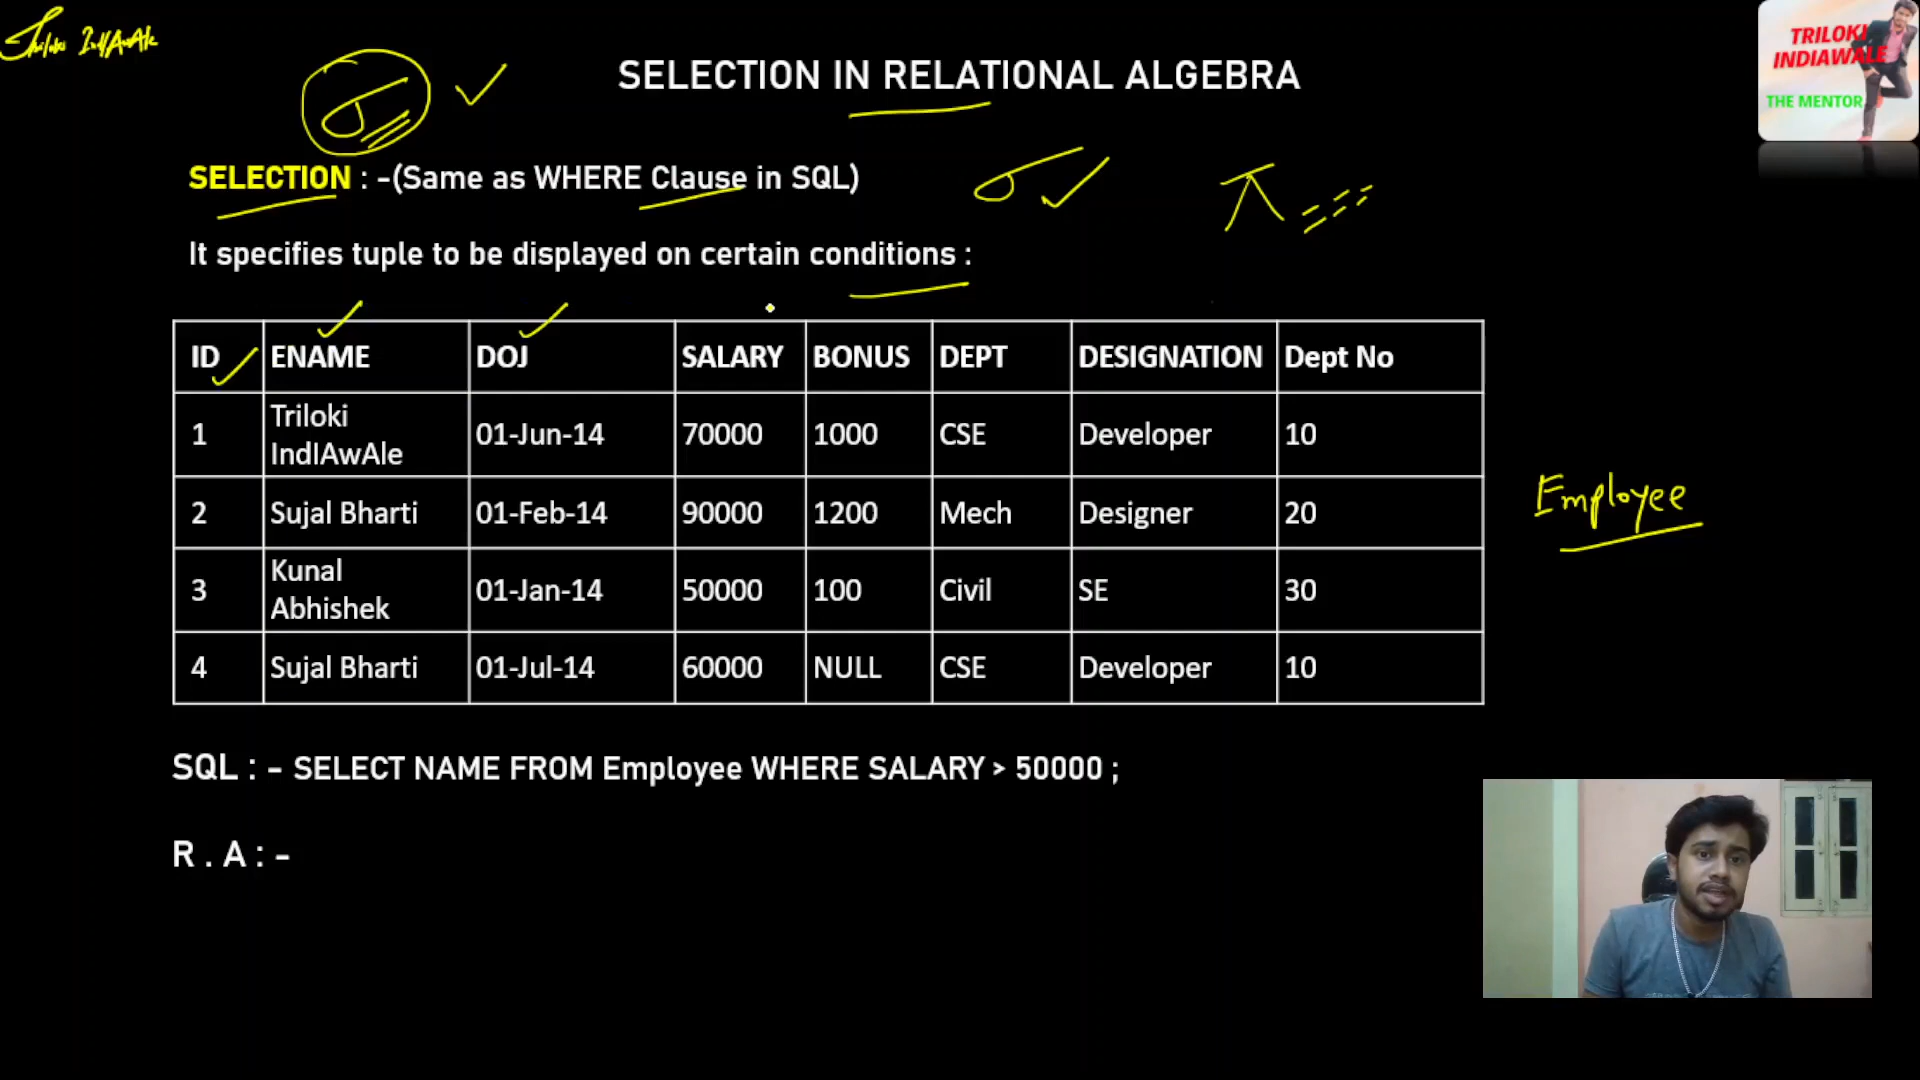 Triloki IndIAwAle
SELECTION IN RELATIONAL ALGEBRA
TRILOKI
INDIAWALE
THE MENTOR
σ
SELECTION : -(Same as WHERE Clause in SQL)
σ π
It specifies tuple to be displayed on certain conditions :
ID ENAME DOJ SALARY BONUS DEPT DESIGNATION Dept No
1 Triloki IndIAwAle 01-Jun-14 70000 1000 CSE Developer 10
2 Sujal Bharti 01-Feb-14 90000 1200 Mech Designer 20
3 Kunal Abhishek 01-Jan-14 50000 100 Civil SE 30
4 Sujal Bharti 01-Jul-14 60000 NULL CSE Developer 10
Employee
SQL : - SELECT NAME FROM Employee WHERE SALARY > 50000 ;
R . A : -